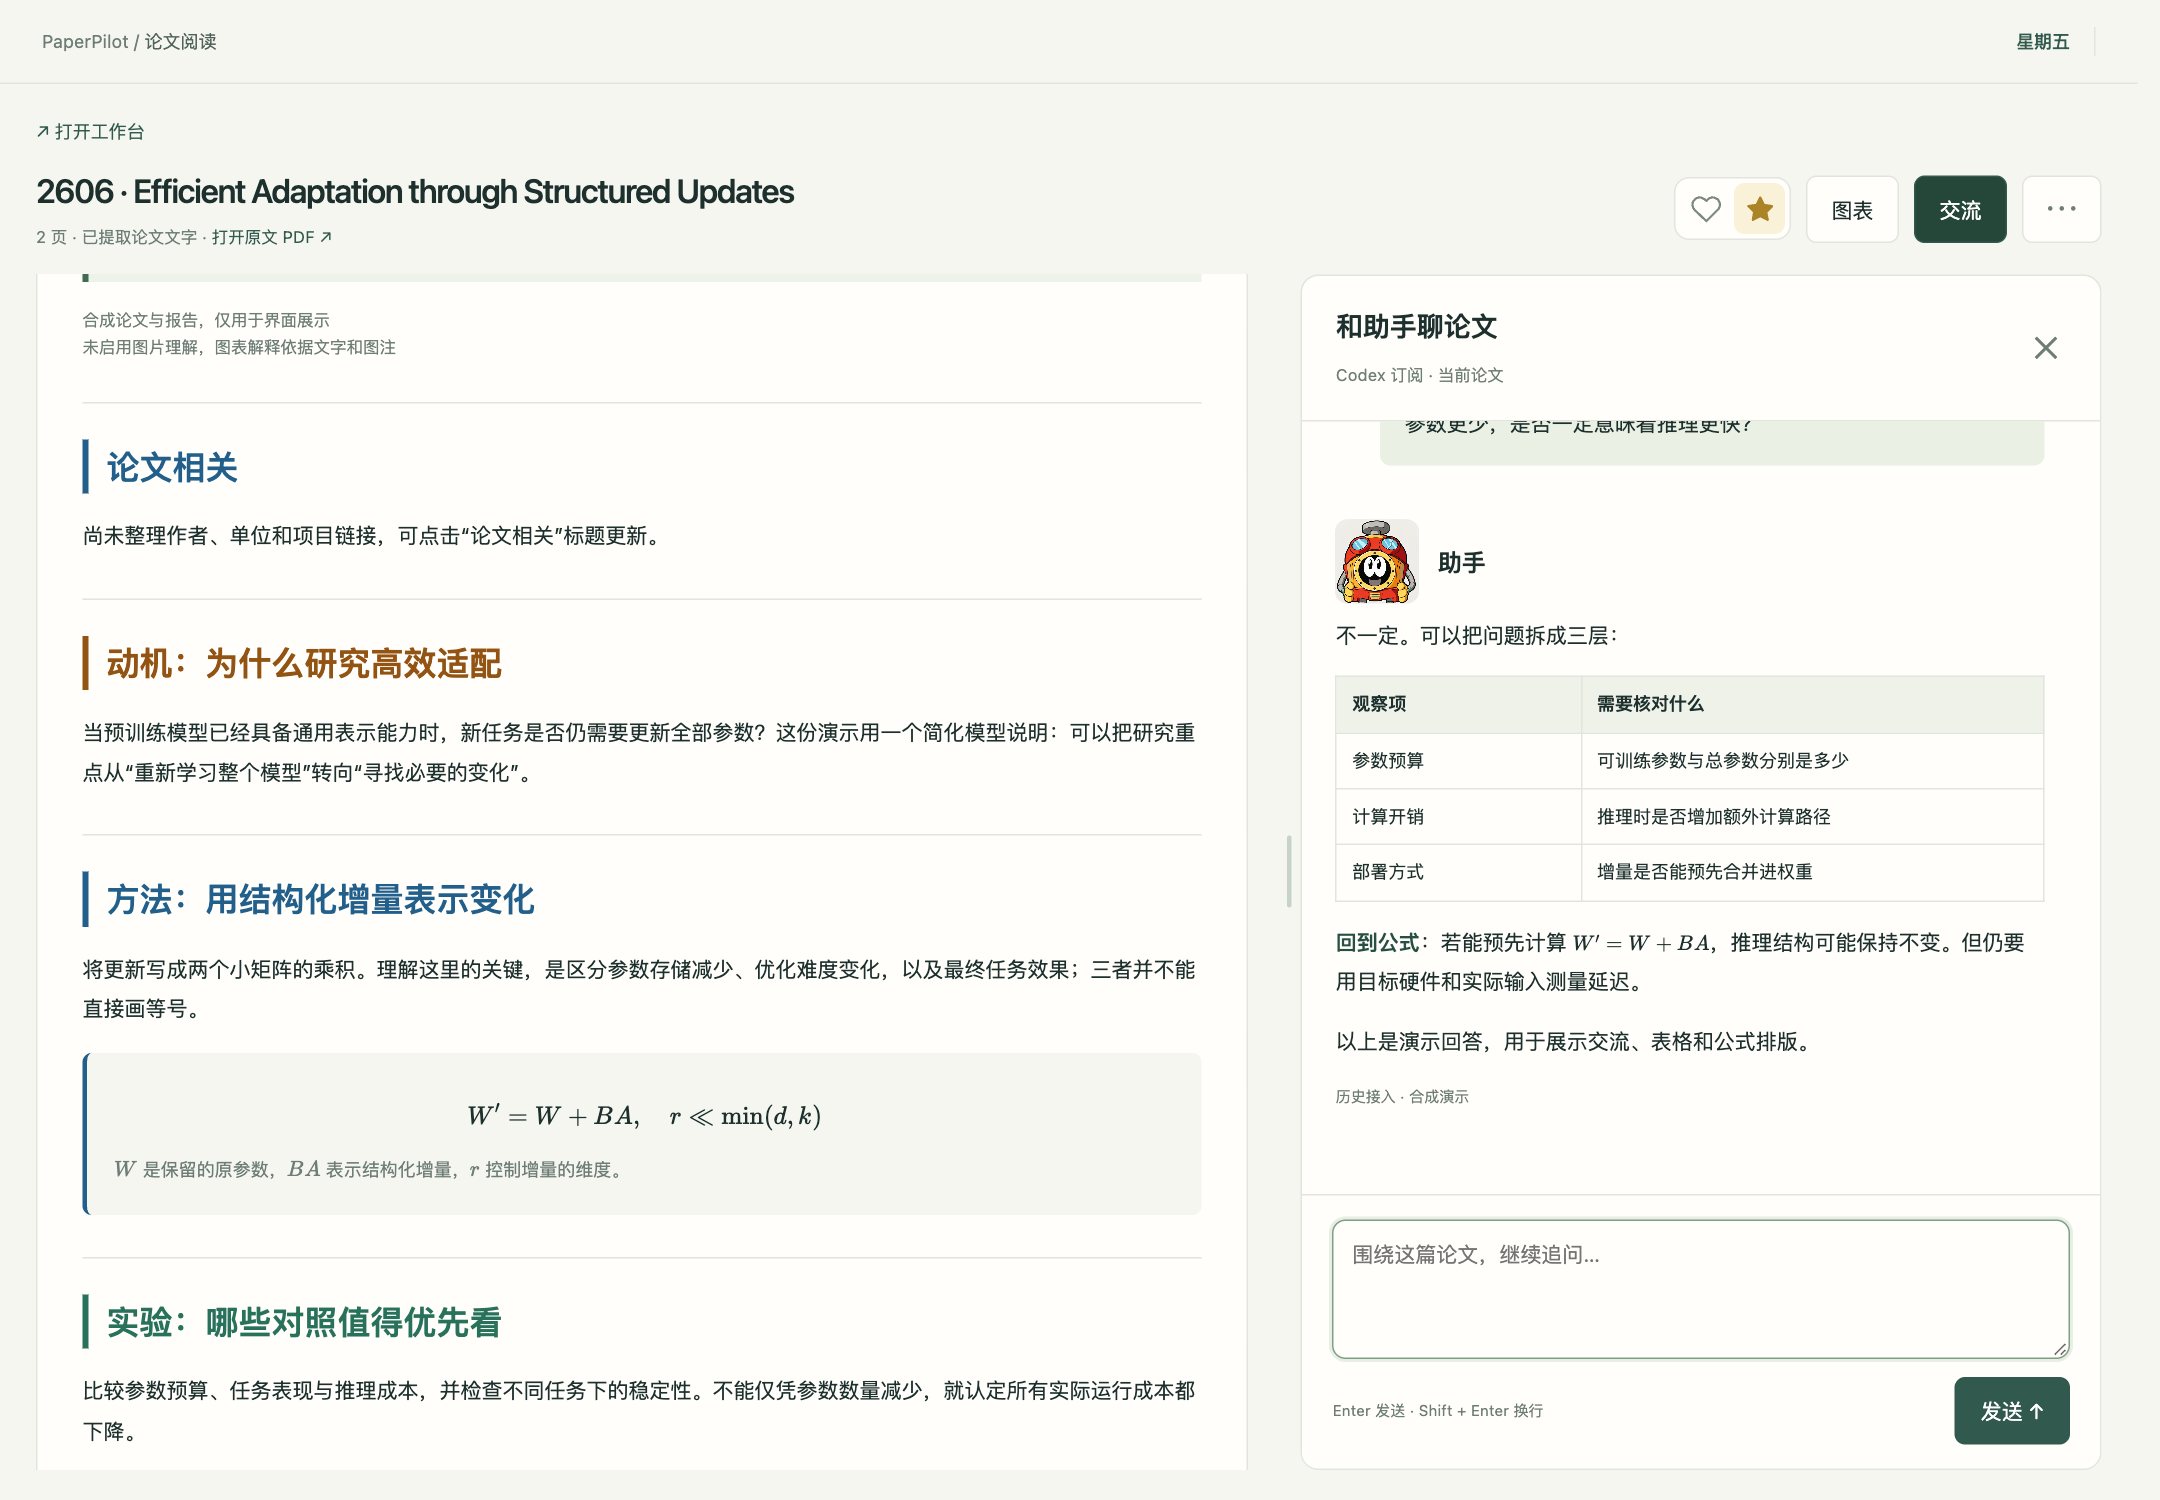 PaperPilot / 论文阅读
星期五
↗ 打开工作台
2606 · Efficient Adaptation through Structured Updates
2 页 · 已提取论文文字 · 打开原文 PDF ↗
图表
交流
···
合成论文与报告，仅用于界面展示
未启用图片理解，图表解释依据文字和图注
论文相关
尚未整理作者、单位和项目链接，可点击“论文相关”标题更新。
动机：为什么研究高效适配
当预训练模型已经具备通用表示能力时，新任务是否仍需要更新全部参数？这份演示用一个简化模型说明：可以把研究重
点从“重新学习整个模型”转向“寻找必要的变化”。
方法：用结构化增量表示变化
将更新写成两个小矩阵的乘积。理解这里的关键，是区分参数存储减少、优化难度变化，以及最终任务效果；三者并不能
直接画等号。
W′ = W + BA, r ≪ min(d, k)
W 是保留的原参数，BA 表示结构化增量，r 控制增量的维度。
实验：哪些对照值得优先看
比较参数预算、任务表现与推理成本，并检查不同任务下的稳定性。不能仅凭参数数量减少，就认定所有实际运行成本都
下降。
和助手聊论文
Codex 订阅 · 当前论文
参数更少，是否一定意味着推理更快？
助手
不一定。可以把问题拆成三层：
观察项 需要核对什么
参数预算 可训练参数与总参数分别是多少
计算开销 推理时是否增加额外计算路径
部署方式 增量是否能预先合并进权重
回到公式：若能预先计算 W′ = W + BA，推理结构可能保持不变。但仍要
用目标硬件和实际输入测量延迟。
以上是演示回答，用于展示交流、表格和公式排版。
历史接入 · 合成演示
围绕这篇论文，继续追问...
Enter 发送 · Shift + Enter 换行
发送 ↑